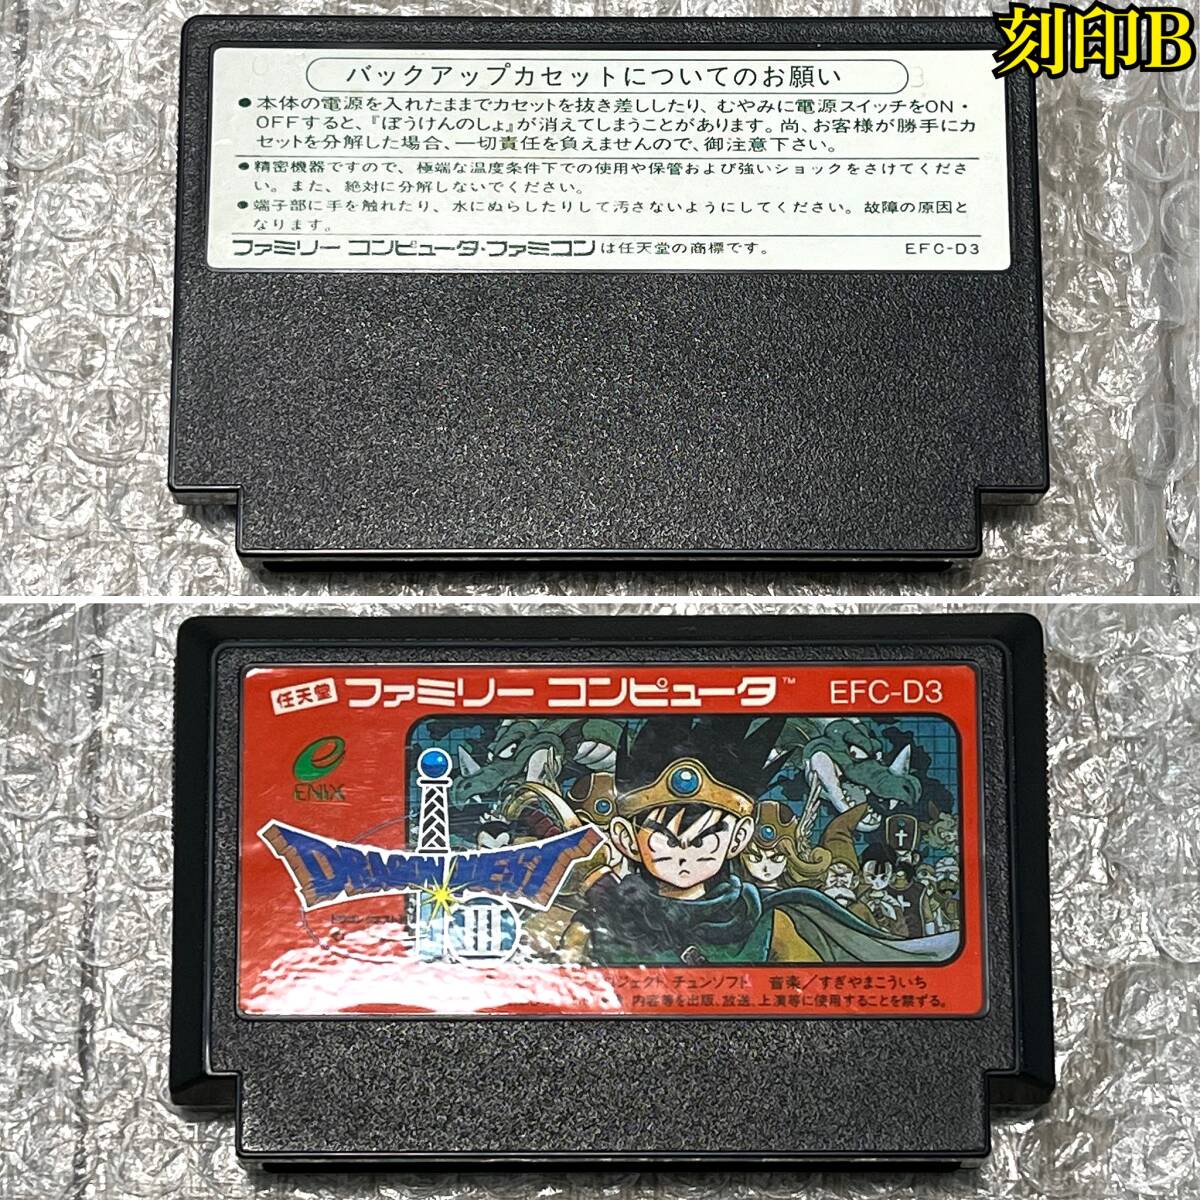 刻印B
バックアップカセットについてのお願い
●本体の電源を入れたままでカセットを抜き差ししたり、むやみに電源スイッチをON・
OFFすると、『ぼうけんのしょ』が消えてしまうことがあります。尚、お客様が勝手にカ
セットを分解した場合、一切責任を負えませんので、御注意下さい。
●精密機器ですので、極端な温度条件下での使用や保管および強いショックをさけてくださ
い。また、絶対に分解しないでください。
●端子部に手を触れたり、水にぬらしたりして汚さないようにしてください。故障の原因と
なります。
ファミリー コンピュータ・ファミコンは任天堂の商標です。 EFC-D3
任天堂 ファミリー コンピュータ™ EFC-D3
ENIX
DRAGON QUEST
III
チュンソフト 音楽/すぎやまこういち
内容等を出版、放送、上演等に使用することを禁ずる。